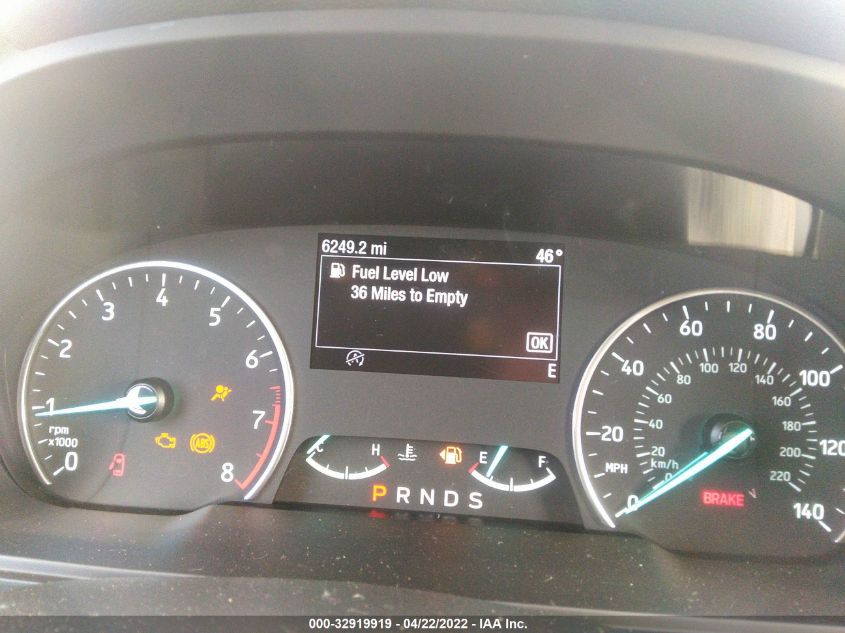 6249.2 mi 46°
Fuel Level Low
36 Miles to Empty
OK
E
0 1 2 3 4 5 6 7 8
rpm
x1000
ABS
C H E F
P R N D S
0 20 40 60 80 100 120 140
MPH
0 20 40 60 80 100 120 140 160 180 200 220
km/h
BRAKE
000-32919919 - 04/22/2022 - IAA Inc.